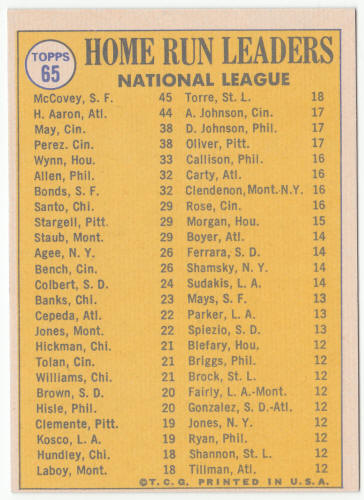 TOPPS
65
HOME RUN LEADERS
NATIONAL LEAGUE
McCovey, S. F. 45 Torre, St. L. 18
H. Aaron, Atl. 44 A. Johnson, Cin. 17
May, Cin. 38 D. Johnson, Phil. 17
Perez. Cin. 38 Oliver, Pitt. 17
Wynn, Hou. 33 Callison, Phil. 16
Allen, Phil. 32 Carty, Atl. 16
Bonds, S. F. 32 Clendenon, Mont.-N.Y. 16
Santo, Chi. 29 Rose, Cin. 16
Stargell, Pitt. 29 Morgan, Hou. 15
Staub, Mont. 29 Boyer, Atl. 14
Agee, N. Y. 26 Ferrara, S. D. 14
Bench, Cin. 26 Shamsky, N. Y. 14
Colbert, S. D. 24 Sudakis, L. A. 14
Banks, Chi. 23 Mays, S. F. 13
Cepeda, Atl. 22 Parker, L. A. 13
Jones, Mont. 22 Spiezio, S. D. 13
Hickman, Chi. 21 Blefary, Hou. 12
Tolan, Cin. 21 Briggs, Phil. 12
Williams, Chi. 21 Brock, St. L. 12
Brown, S. D. 20 Fairly, L. A.-Mont. 12
Hisle, Phil. 20 Gonzalez, S. D.-Atl. 12
Clemente, Pitt. 19 Jones, N. Y. 12
Kosco, L. A. 19 Ryan, Phil. 12
Hundley, Chi. 18 Shannon, St. L. 12
Laboy, Mont. 18 Tillman, Atl. 12
©T.C.G. PRINTED IN U.S.A.